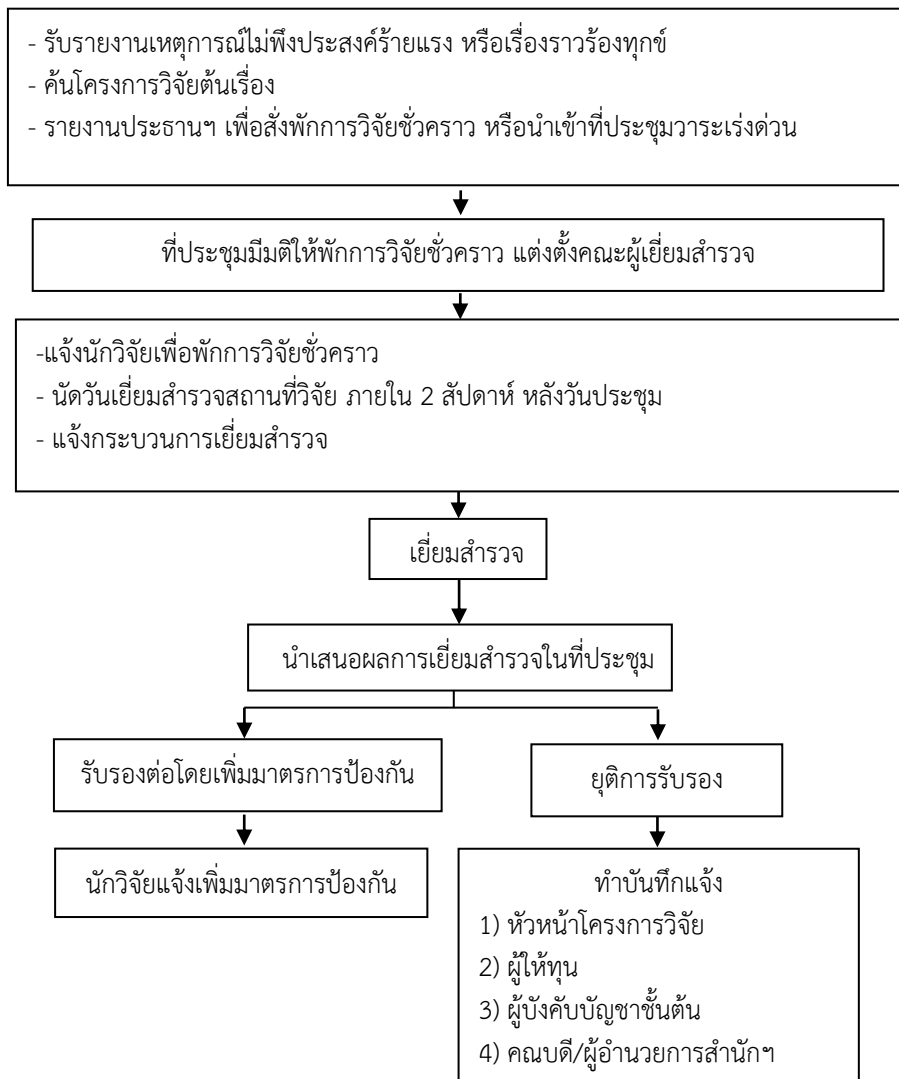 - รับรายงานเหตุการณ์ไม่พึงประสงค์ร้ายแรง หรือเรื่องราวร้องทุกข์
- ค้นโครงการวิจัยต้นเรื่อง
- รายงานประธานฯ เพื่อสั่งพักการวิจัยชั่วคราว หรือนำเข้าที่ประชุมวาระเร่งด่วน
ที่ประชุมมีมติให้พักการวิจัยชั่วคราว แต่งตั้งคณะผู้เยี่ยมสำรวจ
-แจ้งนักวิจัยเพื่อพักการวิจัยชั่วคราว
- นัดวันเยี่ยมสำรวจสถานที่วิจัย ภายใน 2 สัปดาห์ หลังวันประชุม
- แจ้งกระบวนการเยี่ยมสำรวจ
เยี่ยมสำรวจ
นำเสนอผลการเยี่ยมสำรวจในที่ประชุม
รับรองต่อโดยเพิ่มมาตรการป้องกัน
ยุติการรับรอง
นักวิจัยแจ้งเพิ่มมาตรการป้องกัน
ทำบันทึกแจ้ง
1) หัวหน้าโครงการวิจัย
2) ผู้ให้ทุน
3) ผู้บังคับบัญชาชั้นต้น
4) คณบดี/ผู้อำนวยการสำนักฯ